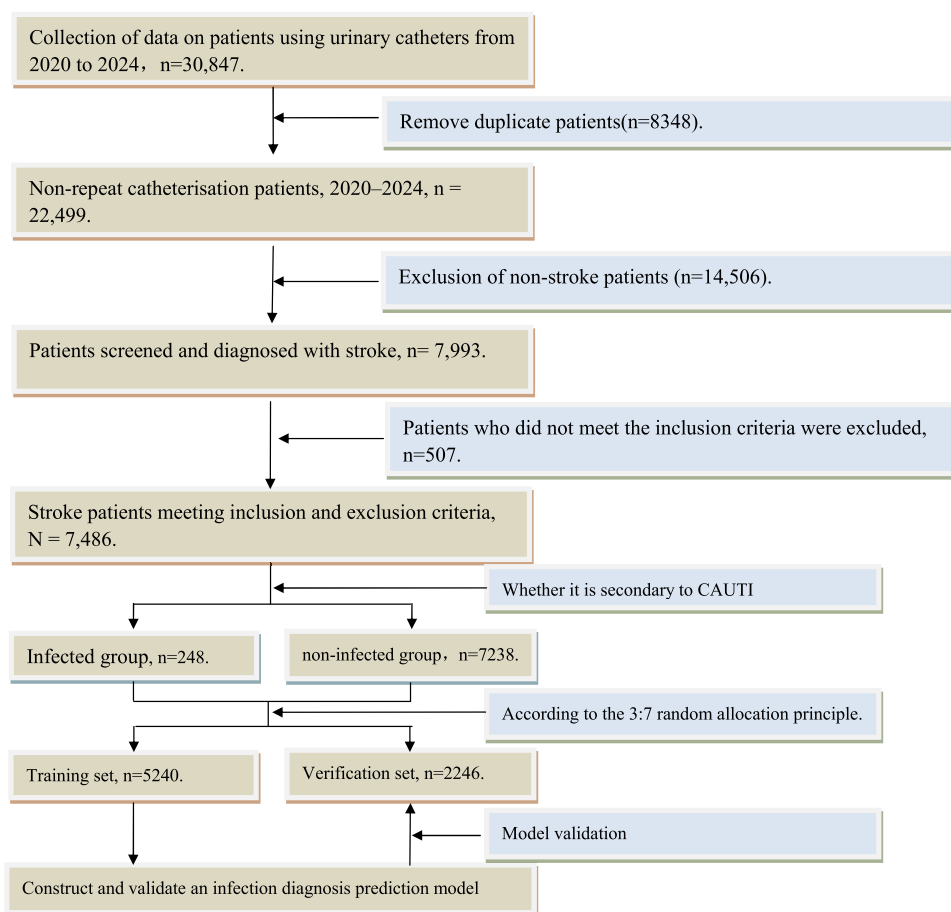 Collection of data on patients using urinary catheters from
2020 to 2024，n=30,847.
Remove duplicate patients(n=8348).
Non-repeat catheterisation patients, 2020–2024, n =
22,499.
Exclusion of non-stroke patients (n=14,506).
Patients screened and diagnosed with stroke, n= 7,993.
Patients who did not meet the inclusion criteria were excluded,
n=507.
Stroke patients meeting inclusion and exclusion criteria,
N = 7,486.
Whether it is secondary to CAUTI
Infected group, n=248.
non-infected group，n=7238.
According to the 3:7 random allocation principle.
Training set, n=5240.
Verification set, n=2246.
Model validation
Construct and validate an infection diagnosis prediction model